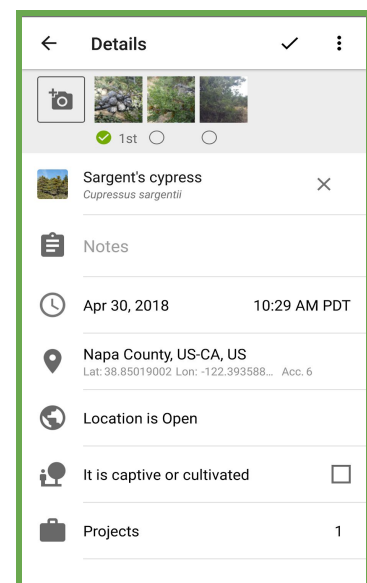 Details
1st
Sargent's cypress
Cupressus sargentii
Notes
Apr 30, 2018 10:29 AM PDT
Napa County, US-CA, US
Lat: 38.85019002 Lon: -122.393588... Acc. 6
Location is Open
It is captive or cultivated
Projects 1